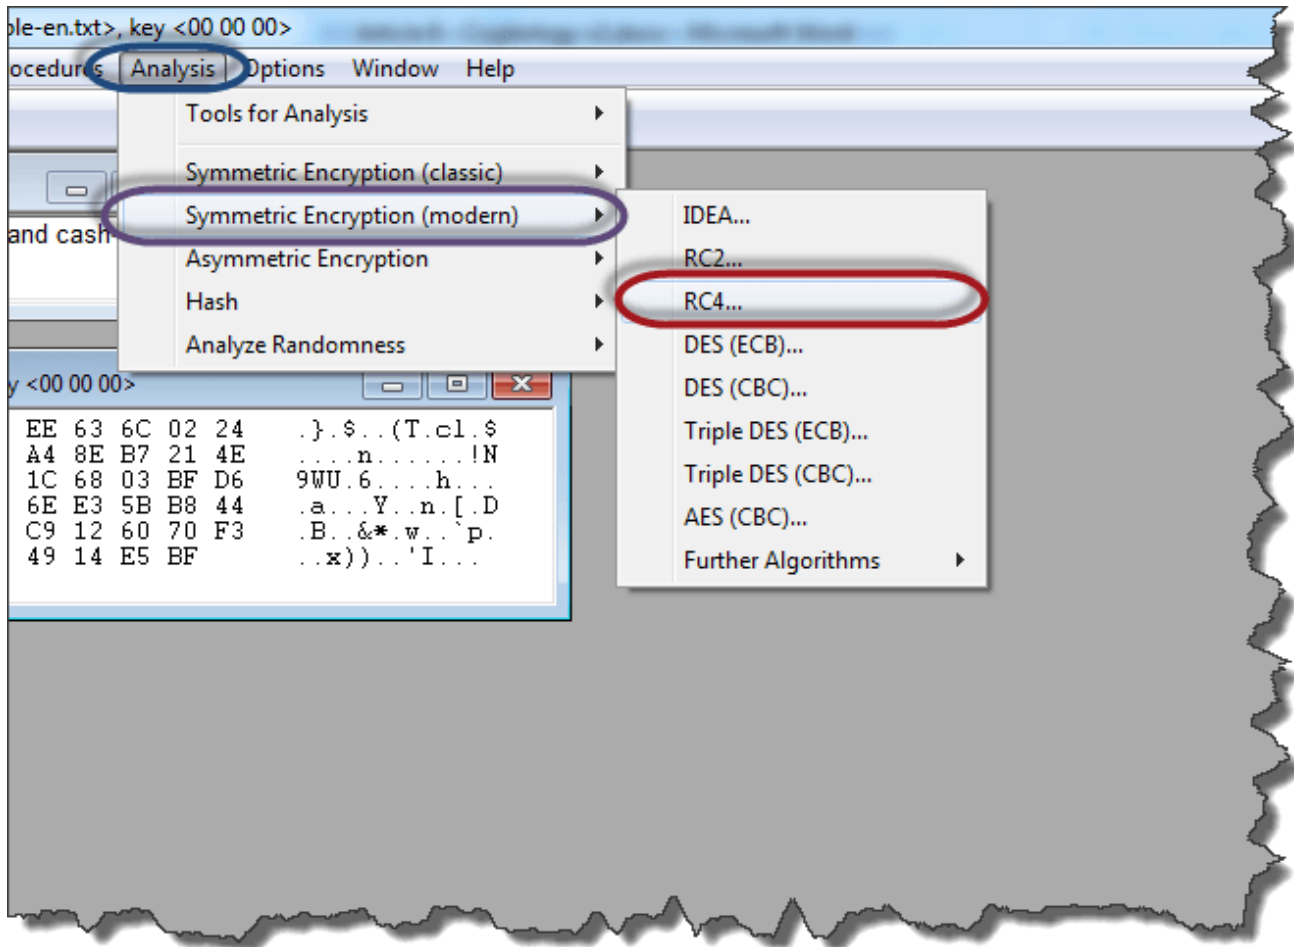 ple-en.txt>, key <00 00 00>
ocedures Analysis Options Window Help
Tools for Analysis
Symmetric Encryption (classic)
Symmetric Encryption (modern)
Asymmetric Encryption
Hash
Analyze Randomness
IDEA...
RC2...
RC4...
DES (ECB)...
DES (CBC)...
Triple DES (ECB)...
Triple DES (CBC)...
AES (CBC)...
Further Algorithms
and cash
y <00 00 00>
EE 63 6C 02 24 .}.$..(T.cl.$
A4 8E B7 21 4E ....n......!N
1C 68 03 BF D6 9WU.6....h...
6E E3 5B B8 44 .a...Y..n.[.D
C9 12 60 70 F3 .B..&*.w..`p.
49 14 E5 BF ..x))..'I...